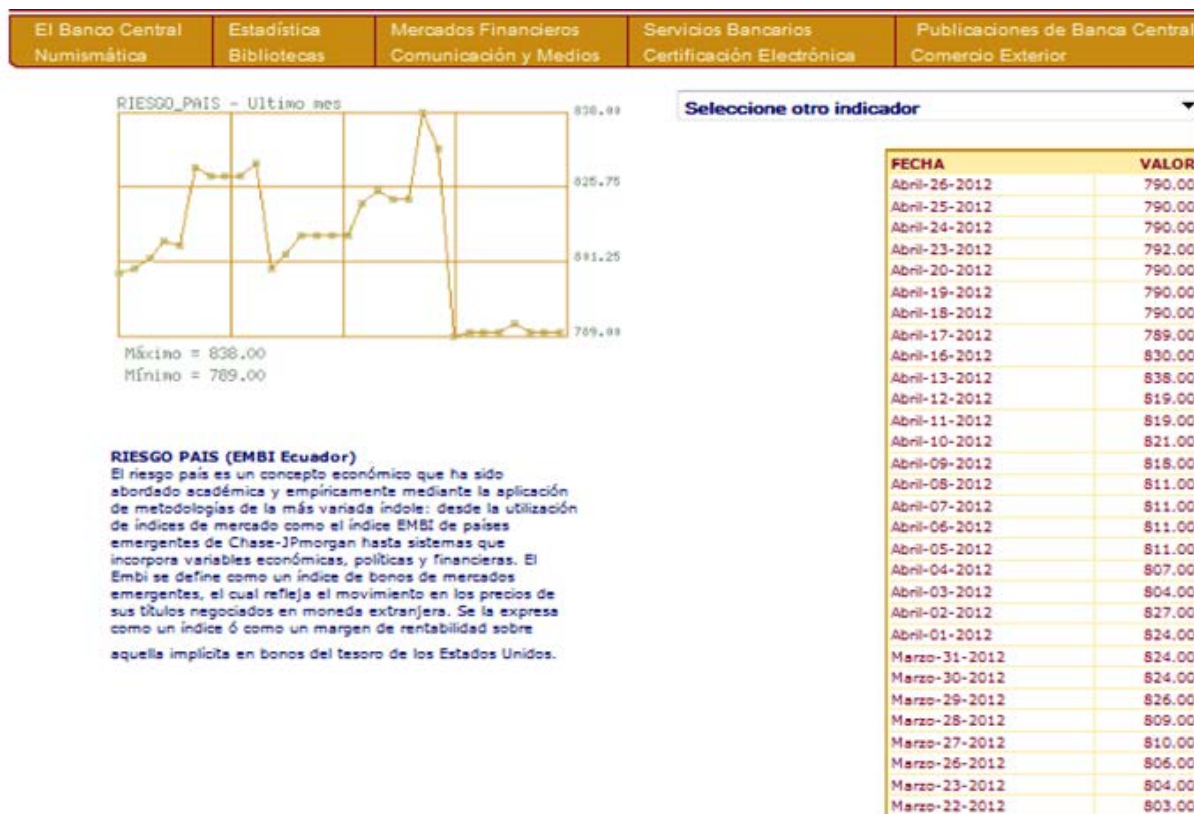 El Banco Central Estadística Mercados Financieros Servicios Bancarios Publicaciones de Banca Central
Numismática Bibliotecas Comunicación y Medios Certificación Electrónica Comercio Exterior
RIESGO_PAIS - Ultimo mes
838.00
825.75
801.25
789.00
Máximo = 838.00
Mínimo = 789.00
RIESGO PAIS (EMBI Ecuador)
El riesgo país es un concepto económico que ha sido
abordado académica y empíricamente mediante la aplicación
de metodologías de la más variada índole: desde la utilización
de índices de mercado como el índice EMBI de países
emergentes de Chase-JPmorgan hasta sistemas que
incorpora variables económicas, políticas y financieras. El
Embi se define como un índice de bonos de mercados
emergentes, el cual refleja el movimiento en los precios de
sus títulos negociados en moneda extranjera. Se la expresa
como un índice ó como un margen de rentabilidad sobre
aquella implícita en bonos del tesoro de los Estados Unidos.
Seleccione otro indicador
FECHA VALOR
Abril-26-2012 790.00
Abril-25-2012 790.00
Abril-24-2012 790.00
Abril-23-2012 792.00
Abril-20-2012 790.00
Abril-19-2012 790.00
Abril-18-2012 790.00
Abril-17-2012 789.00
Abril-16-2012 830.00
Abril-13-2012 838.00
Abril-12-2012 819.00
Abril-11-2012 819.00
Abril-10-2012 821.00
Abril-09-2012 818.00
Abril-08-2012 811.00
Abril-07-2012 811.00
Abril-06-2012 811.00
Abril-05-2012 811.00
Abril-04-2012 807.00
Abril-03-2012 804.00
Abril-02-2012 827.00
Abril-01-2012 824.00
Marzo-31-2012 824.00
Marzo-30-2012 824.00
Marzo-29-2012 826.00
Marzo-28-2012 809.00
Marzo-27-2012 810.00
Marzo-26-2012 806.00
Marzo-23-2012 804.00
Marzo-22-2012 803.00